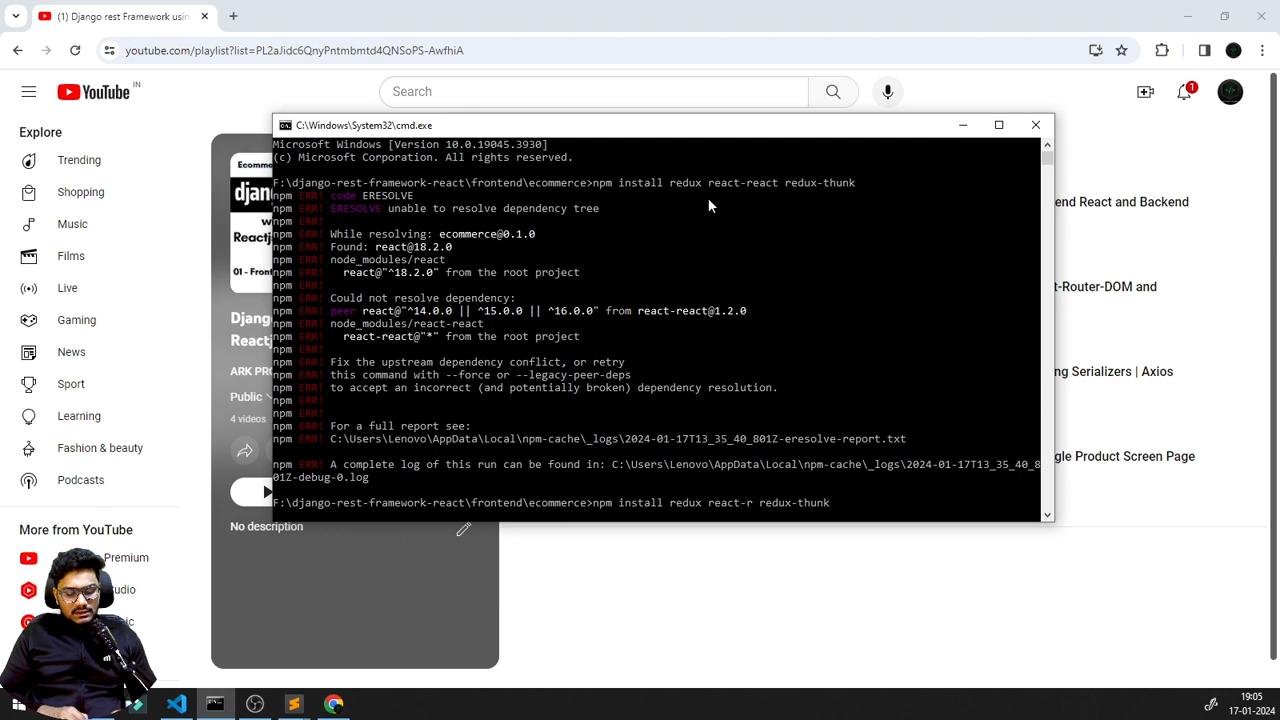 (1) Django rest Framework usin
youtube.com/playlist?list=PL2aJidc6QnyPntmbmtd4QNSoPS-AwfhiA
YouTube IN
Search
1
Explore
Trending
Shopping
Music
Films
Live
Gaming
News
Sport
Learning
Fashion & beauty
Podcasts
More from YouTube
Premium
Ecomme
djan
w
Reactj
01 - Fron
Djang
Reactj
ARK PR
Public
4 videos
No description
C:\Windows\System32\cmd.exe
Microsoft Windows [Version 10.0.19045.3930]
(c) Microsoft Corporation. All rights reserved.
F:\django-rest-framework-react\frontend\ecommerce>npm install redux react-react redux-thunk
npm ERR! code ERESOLVE
npm ERR! ERESOLVE unable to resolve dependency tree
npm ERR!
npm ERR! While resolving: ecommerce@0.1.0
npm ERR! Found: react@18.2.0
npm ERR! node_modules/react
npm ERR!   react@"^18.2.0" from the root project
npm ERR!
npm ERR! Could not resolve dependency:
npm ERR! peer react@"^14.0.0 || ^15.0.0 || ^16.0.0" from react-react@1.2.0
npm ERR! node_modules/react-react
npm ERR!   react-react@"*" from the root project
npm ERR!
npm ERR! Fix the upstream dependency conflict, or retry
npm ERR! this command with --force or --legacy-peer-deps
npm ERR! to accept an incorrect (and potentially broken) dependency resolution.
npm ERR!
npm ERR!
npm ERR! For a full report see:
npm ERR! C:\Users\Lenovo\AppData\Local\npm-cache\_logs\2024-01-17T13_35_40_801Z-eresolve-report.txt
npm ERR! A complete log of this run can be found in: C:\Users\Lenovo\AppData\Local\npm-cache\_logs\2024-01-17T13_35_40_8
01Z-debug-0.log
F:\django-rest-framework-react\frontend\ecommerce>npm install redux react-r redux-thunk
end React and Backend
t-Router-DOM and
ng Serializers | Axios
gle Product Screen Page
19:05
17-01-2024